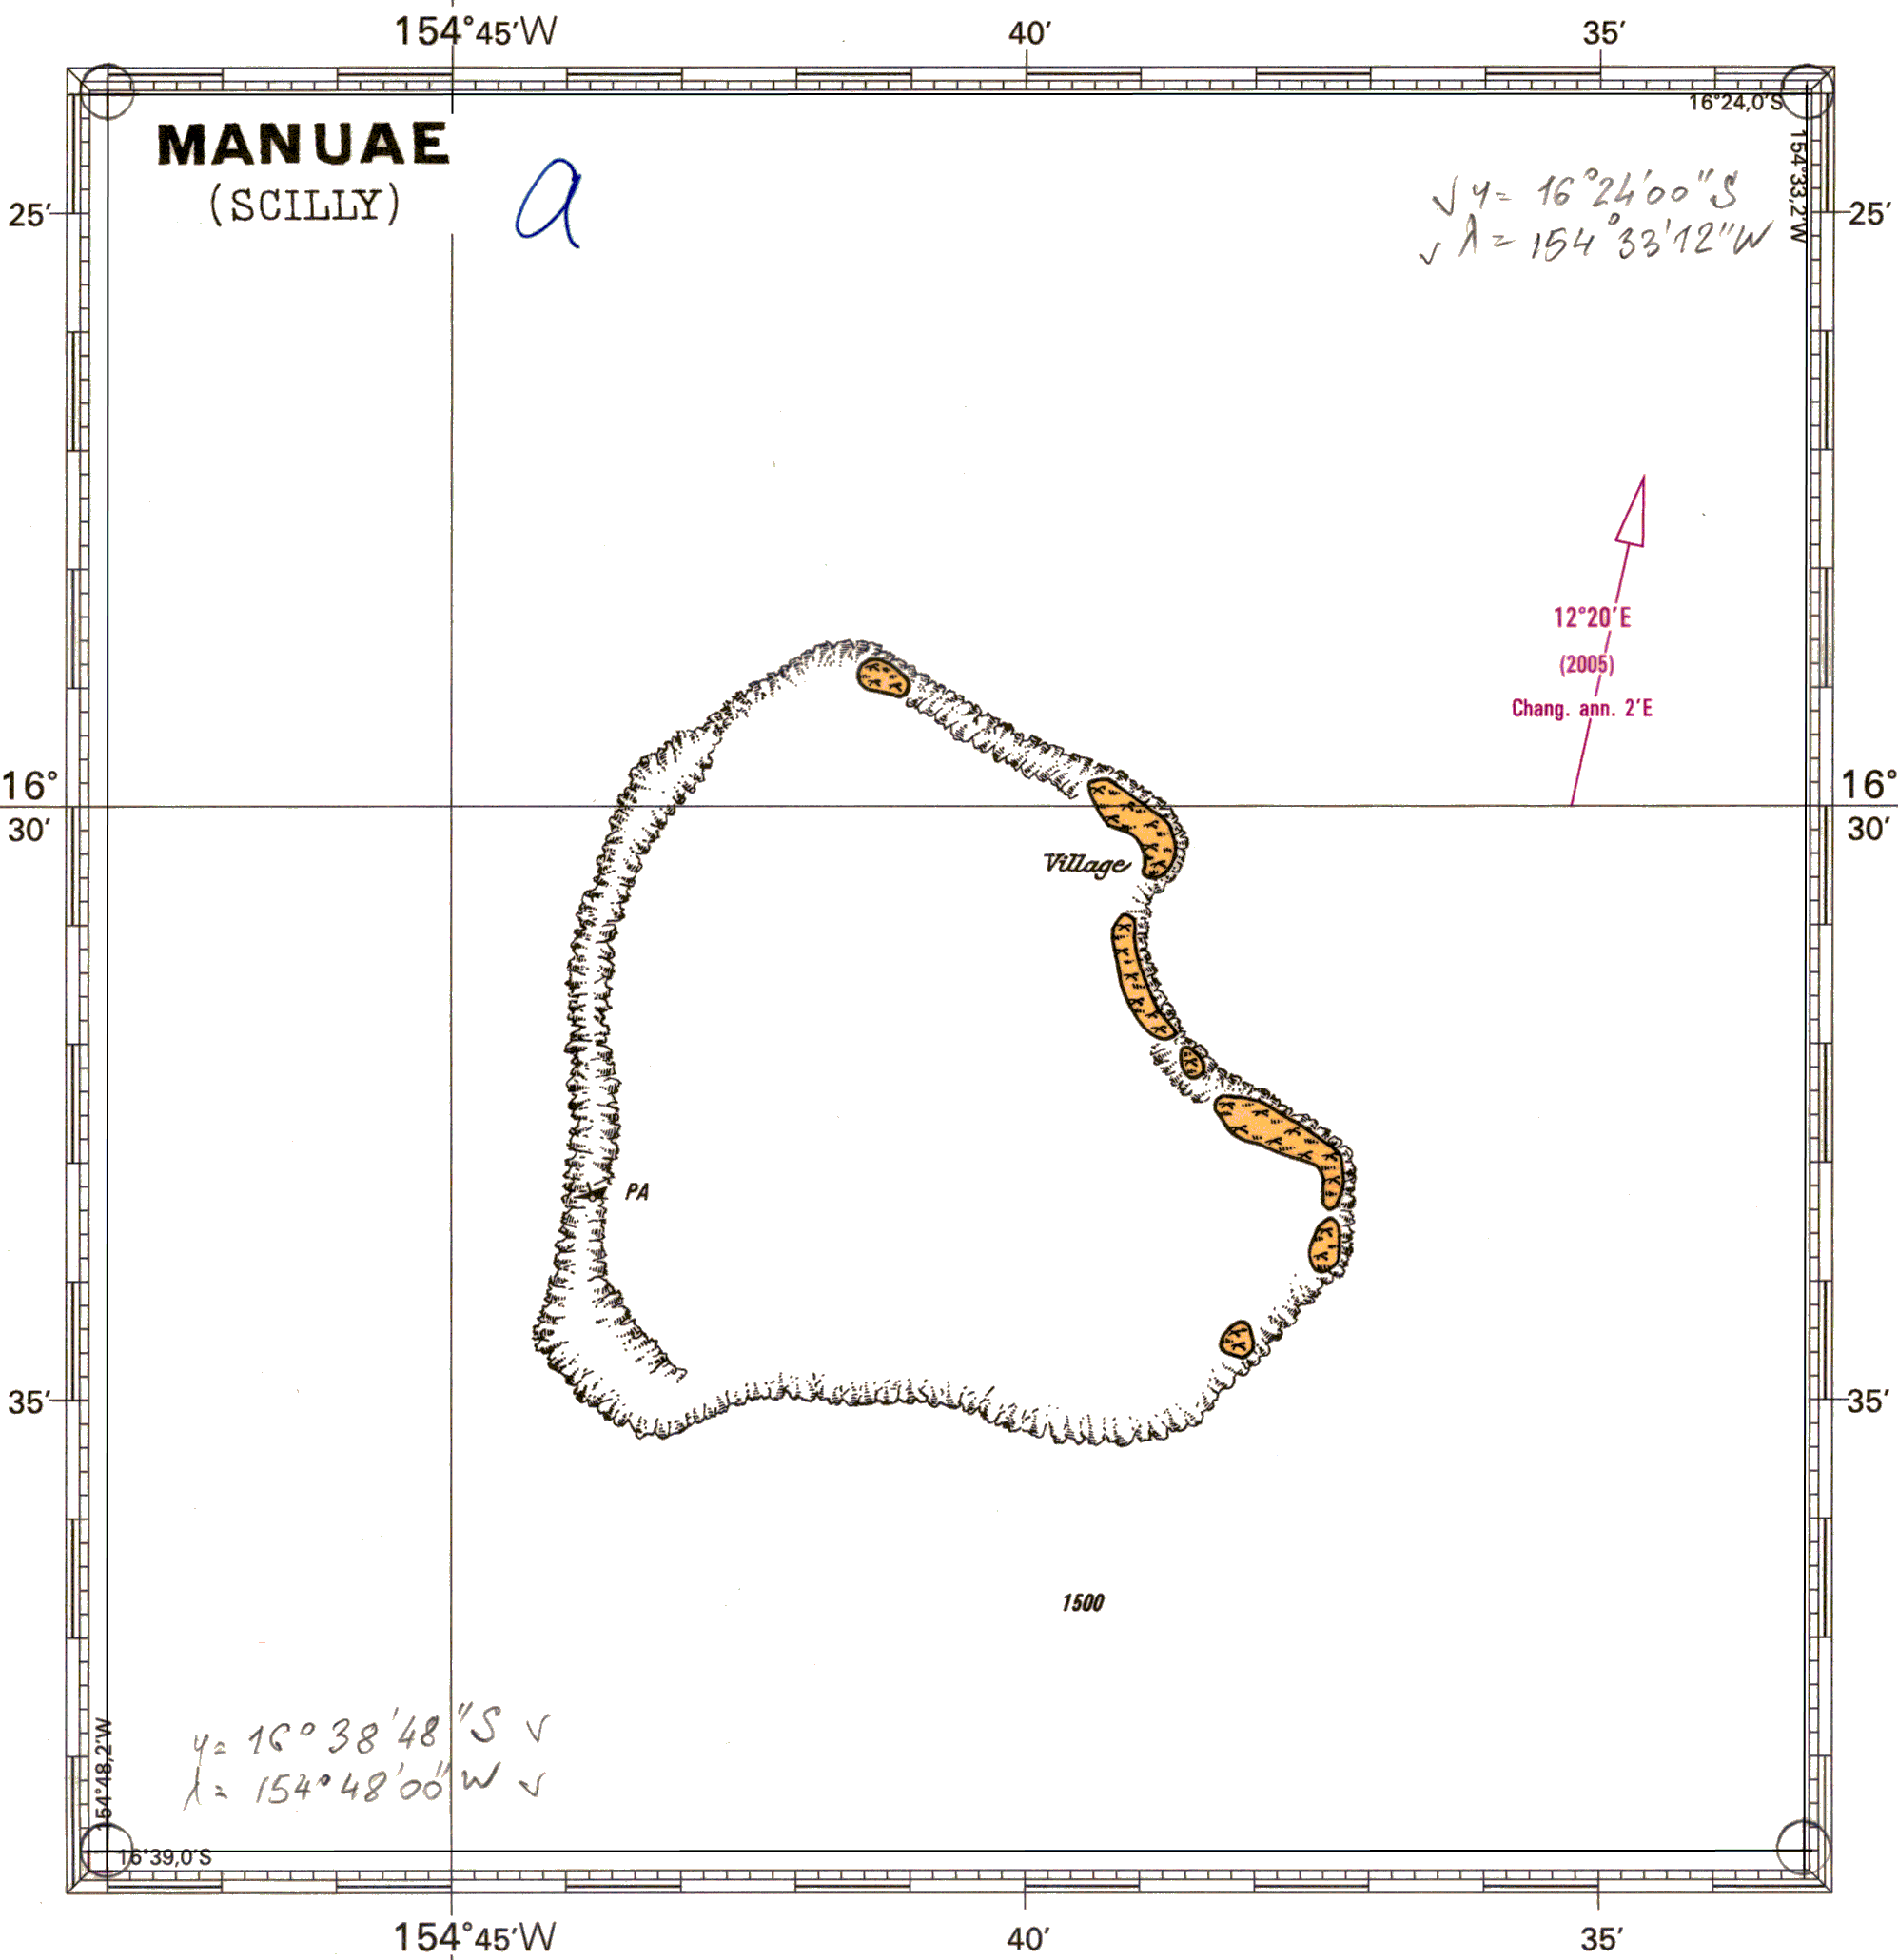 154°45'W 40' 35'
16°24,0'S
154°33,2'W
MANUAE
(SCILLY)
a
√ φ= 16°24'00"S
√ λ= 154°33'12"W
25' 25'
12°20'E
(2005)
Chang. ann. 2'E
16° 16°
30' 30'
Village
PA
35' 35'
1500
φ= 16°38'48"S √
λ= 154°48'00"W √
154°48,2'W
16°39,0'S
154°45'W 40' 35'